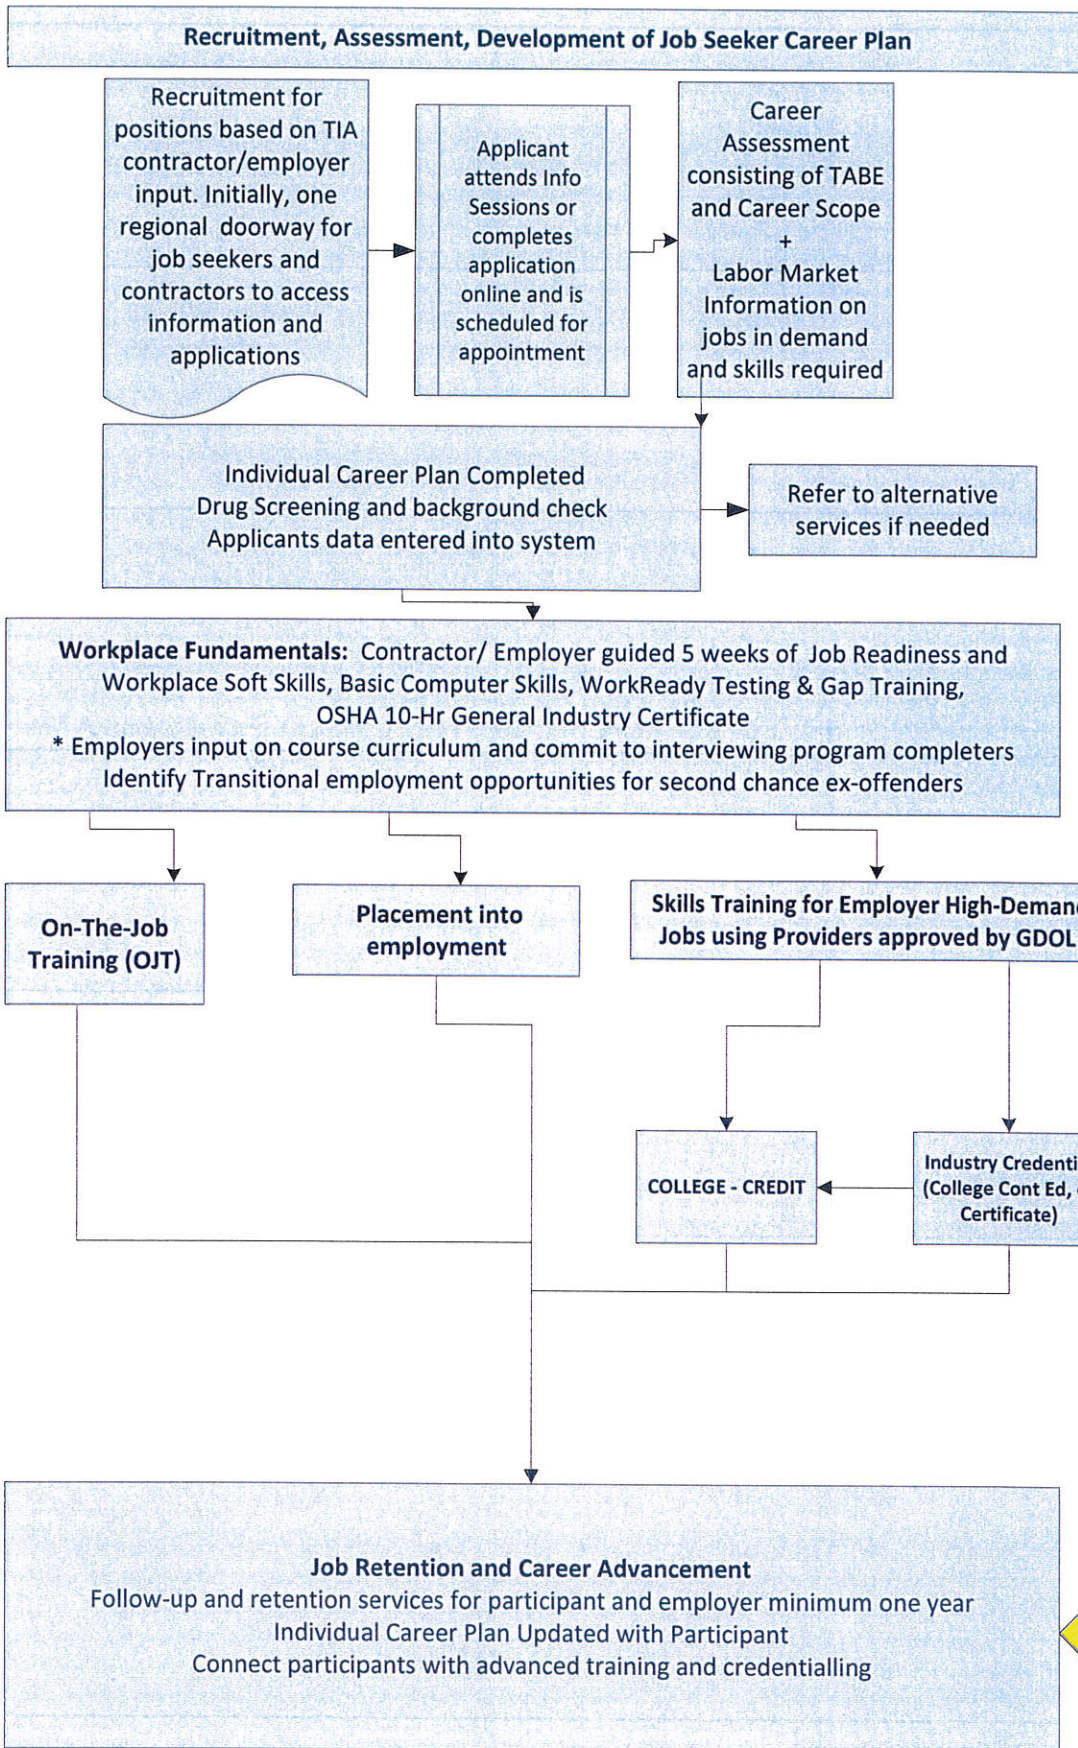 Recruitment, Assessment, Development of Job Seeker Career Plan
Recruitment for
positions based on TIA
contractor/employer
input. Initially, one
regional doorway for
job seekers and
contractors to access
information and
applications
Applicant
attends Info
Sessions or
completes
application
online and is
scheduled for
appointment
Career
Assessment
consisting of TABE
and Career Scope
+
Labor Market
Information on
jobs in demand
and skills required
Individual Career Plan Completed
Drug Screening and background check
Applicants data entered into system
Refer to alternative
services if needed
Workplace Fundamentals: Contractor/ Employer guided 5 weeks of Job Readiness and
Workplace Soft Skills, Basic Computer Skills, WorkReady Testing & Gap Training,
OSHA 10-Hr General Industry Certificate
* Employers input on course curriculum and commit to interviewing program completers
Identify Transitional employment opportunities for second chance ex-offenders
On-The-Job
Training (OJT)
Placement into
employment
Skills Training for Employer High-Demand
Jobs using Providers approved by GDOL
COLLEGE - CREDIT
Industry Credenti
(College Cont Ed,
Certificate)
Job Retention and Career Advancement
Follow-up and retention services for participant and employer minimum one year
Individual Career Plan Updated with Participant
Connect participants with advanced training and credentialling